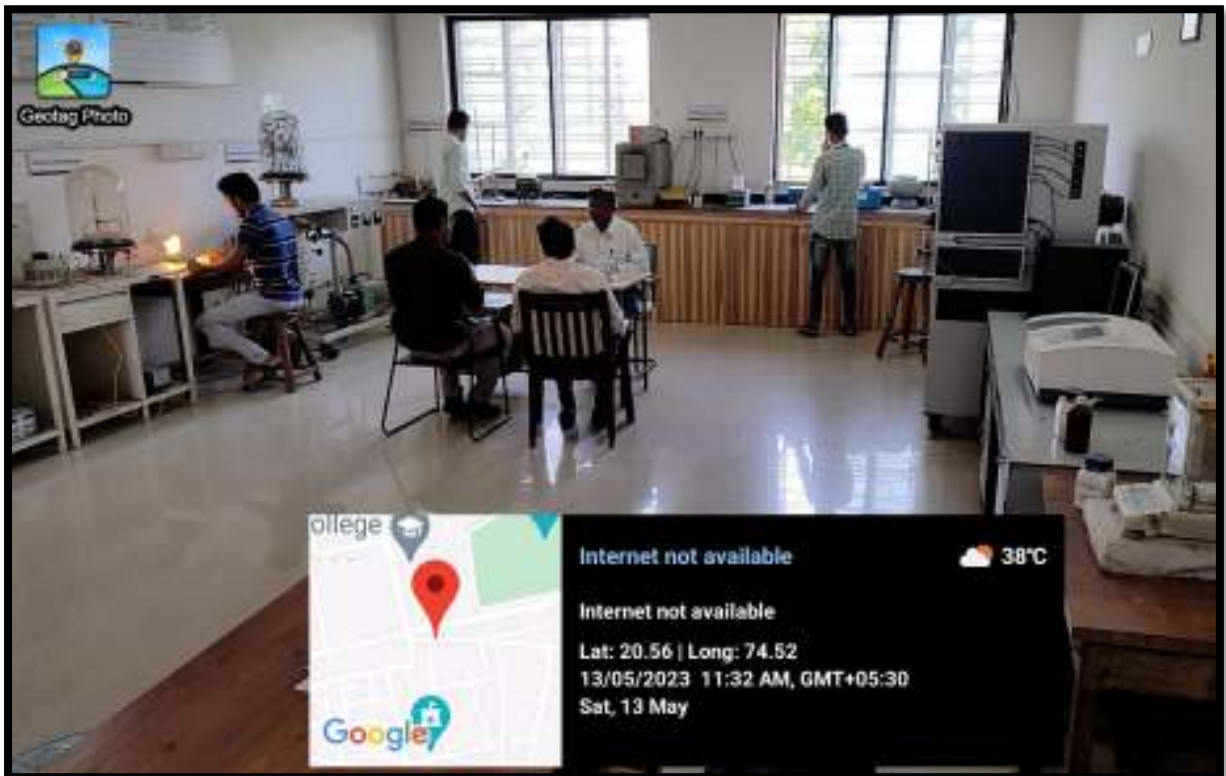 Geotag Photo
ollege
Google
Internet not available
38°C
Internet not available
Lat: 20.56 | Long: 74.52
13/05/2023 11:32 AM, GMT+05:30
Sat, 13 May